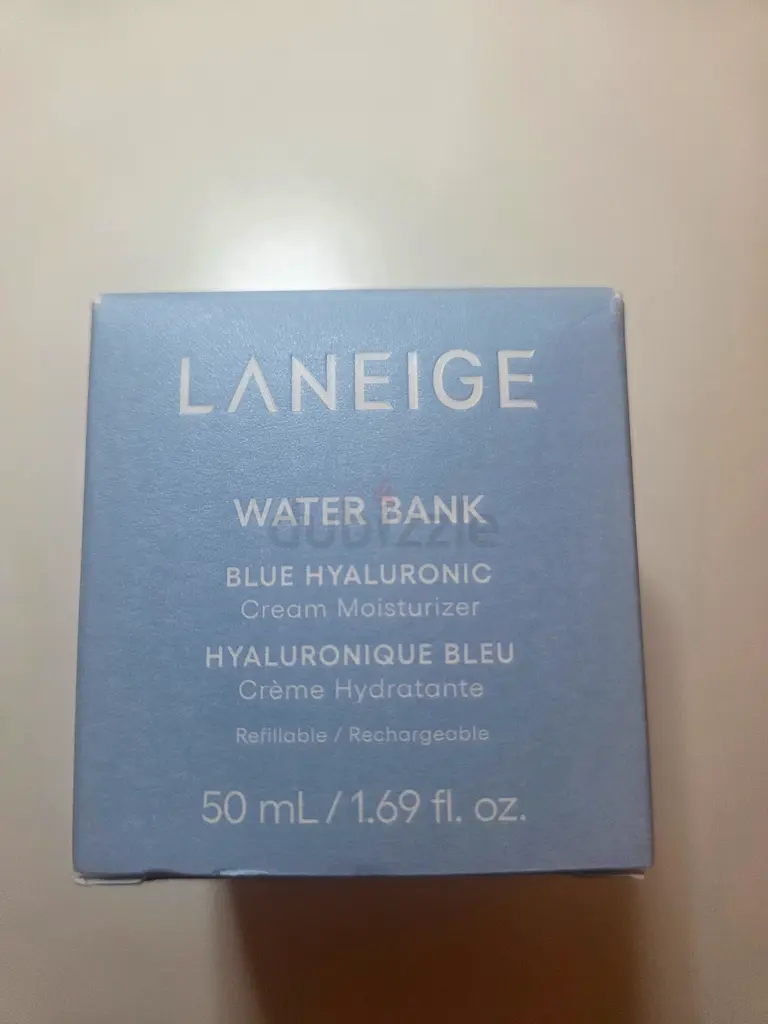 LANEIGE
WATER BANK
dubizzle
BLUE HYALURONIC
Cream Moisturizer
HYALURONIQUE BLEU
Crème Hydratante
Refillable / Rechargeable
50 mL / 1.69 fl. oz.